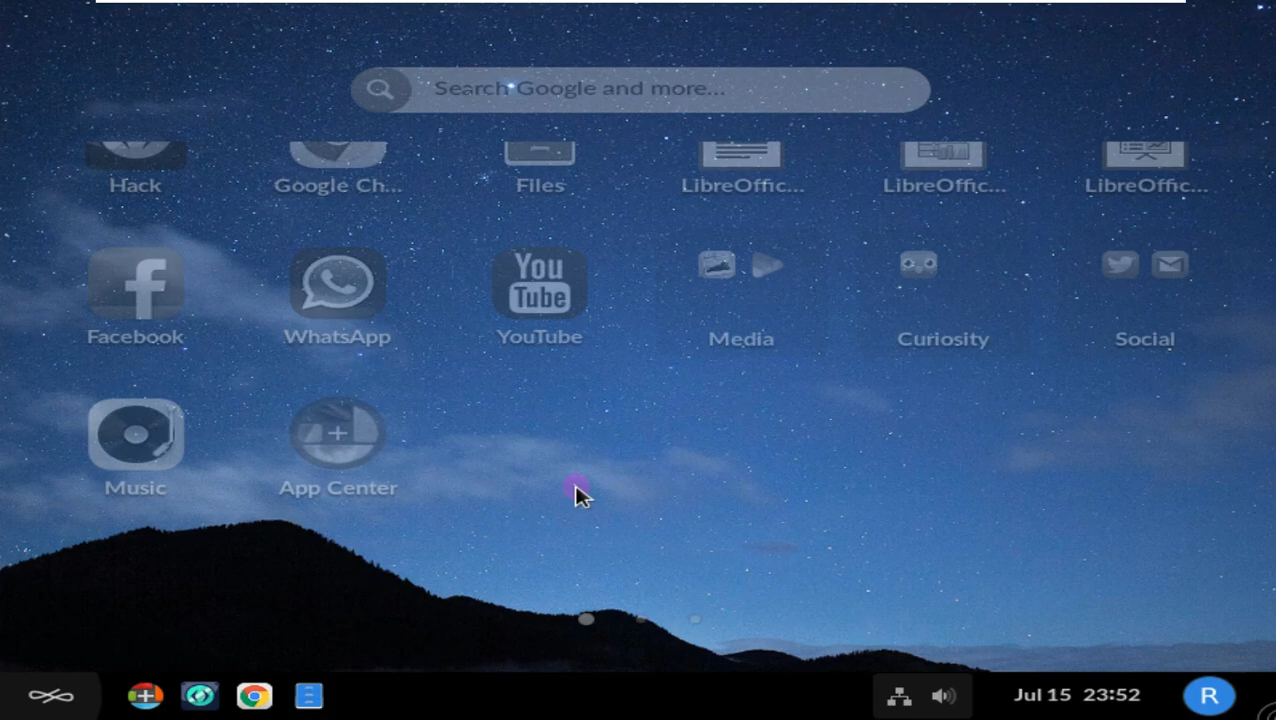 Search Google and more...
Hack
Google Ch...
Files
LibreOffic...
LibreOffic...
LibreOffic...
You
Tube
Facebook
WhatsApp
YouTube
Media
Curiosity
Social
Music
App Center
Jul 15 23:52
R